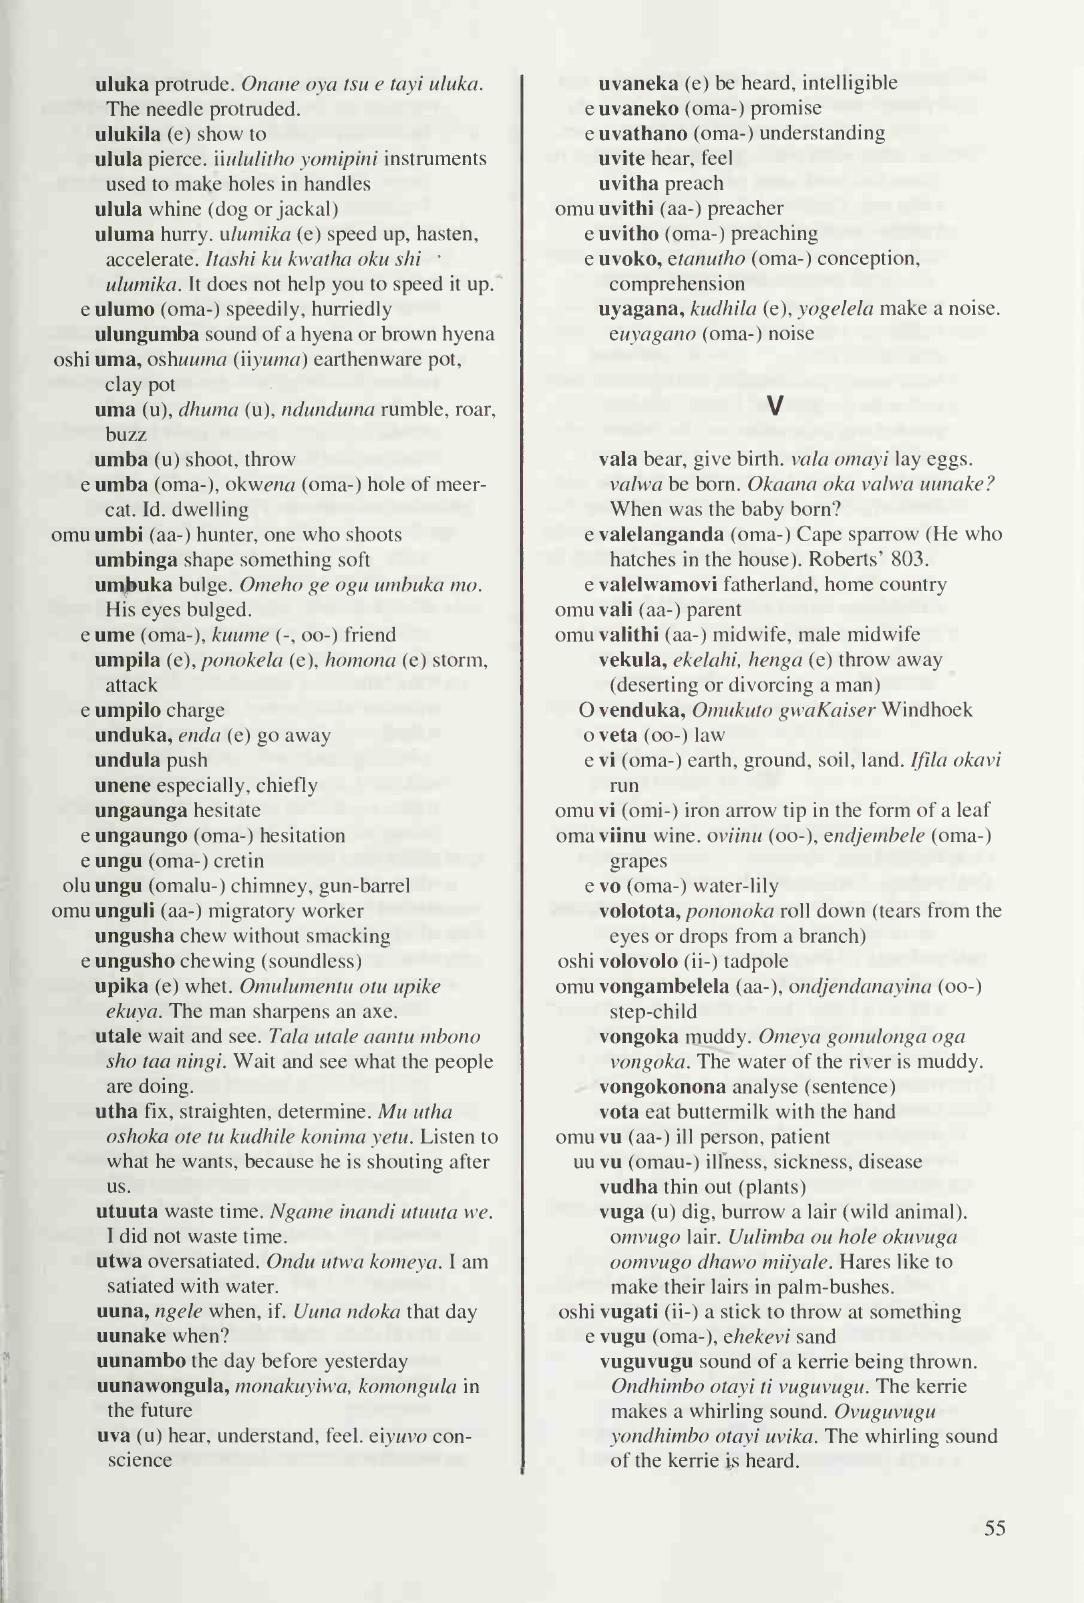 uluka protrude. Onane oya tsu e tayi uluka.
The needle protruded.
ulukila (e) show to
ulula pierce. iiululitho yomipini instruments
used to make holes in handles
ulula whine (dog or jackal)
uluma hurry. ulumika (e) speed up, hasten,
accelerate. Itashi ku kwatha oku shi
ulumika. It does not help you to speed it up.
e ulumo (oma-) speedily, hurriedly
ulungumba sound of a hyena or brown hyena
oshi uma, oshuuma (iiyuma) earthenware pot,
clay pot
uma (u), dhuma (u), ndunduma rumble, roar,
buzz
umba (u) shoot, throw
e umba (oma-), okwena (oma-) hole of meer-
cat. Id. dwelling
omu umbi (aa-) hunter, one who shoots
umbinga shape something soft
umbuka bulge. Omeho ge ogu umbuka mo.
His eyes bulged.
e ume (oma-), kuume (-, oo-) friend
umpila (e), ponokela (e), homona (e) storm,
attack
e umpilo charge
unduka, enda (e) go away
undula push
unene especially, chiefly
ungaunga hesitate
e ungaungo (oma-) hesitation
e ungu (oma-) cretin
olu ungu (omalu-) chimney, gun-barrel
omu unguli (aa-) migratory worker
ungusha chew without smacking
e ungusho chewing (soundless)
upika (e) whet. Omulumentu otu upike
ekuya. The man sharpens an axe.
utale wait and see. Tala utale aantu mbono
sho taa ningi. Wait and see what the people
are doing.
utha fix, straighten, determine. Mu utha
oshoka ote tu kudhile konima yetu. Listen to
what he wants, because he is shouting after
us.
utuuta waste time. Ngame inandi utuuta we.
I did not waste time.
utwa oversatiated. Ondu utwa komeya. I am
satiated with water.
uuna, ngele when, if. Uuna ndoka that day
uunake when?
uunambo the day before yesterday
uunawongula, monakuyiwa, komongula in
the future
uva (u) hear, understand, feel. eiyuvo con-
science
uvaneka (e) be heard, intelligible
e uvaneko (oma-) promise
e uvathano (oma-) understanding
uvite hear, feel
uvitha preach
omu uvithi (aa-) preacher
e uvitho (oma-) preaching
e uvoko, etanutho (oma-) conception,
comprehension
uyagana, kudhila (e), yogelela make a noise.
euyagano (oma-) noise
V
vala bear, give birth. vala omayi lay eggs.
valwa be born. Okaana oka valwa uunake?
When was the baby born?
e valelanganda (oma-) Cape sparrow (He who
hatches in the house). Roberts' 803.
e valelwamovi fatherland, home country
omu vali (aa-) parent
omu valithi (aa-) midwife, male midwife
vekula, ekelahi, henga (e) throw away
(deserting or divorcing a man)
O venduka, Omukuto gwaKaiser Windhoek
o veta (oo-) law
e vi (oma-) earth, ground, soil, land. Ifila okavi
run
omu vi (omi-) iron arrow tip in the form of a leaf
oma viinu wine. oviinu (oo-), endjembele (oma-)
grapes
e vo (oma-) water-lily
volotota, pononoka roll down (tears from the
eyes or drops from a branch)
oshi volovolo (ii-) tadpole
omu vongambelela (aa-), ondjendanayina (oo-)
step-child
vongoka muddy. Omeya gomulonga oga
vongoka. The water of the river is muddy.
vongokonona analyse (sentence)
vota eat buttermilk with the hand
omu vu (aa-) ill person, patient
uu vu (omau-) illness, sickness, disease
vudha thin out (plants)
vuga (u) dig, burrow a lair (wild animal).
omvugo lair. Uulimba ou hole okuvuga
oomvugo dhawo miiyale. Hares like to
make their lairs in palm-bushes.
oshi vugati (ii-) a stick to throw at something
e vugu (oma-), ehekevi sand
vuguvugu sound of a kerrie being thrown.
Ondhimbo otayi ti vuguvugu. The kerrie
makes a whirling sound. Ovuguvugu
yondhimbo otayi uvika. The whirling sound
of the kerrie is heard.
55